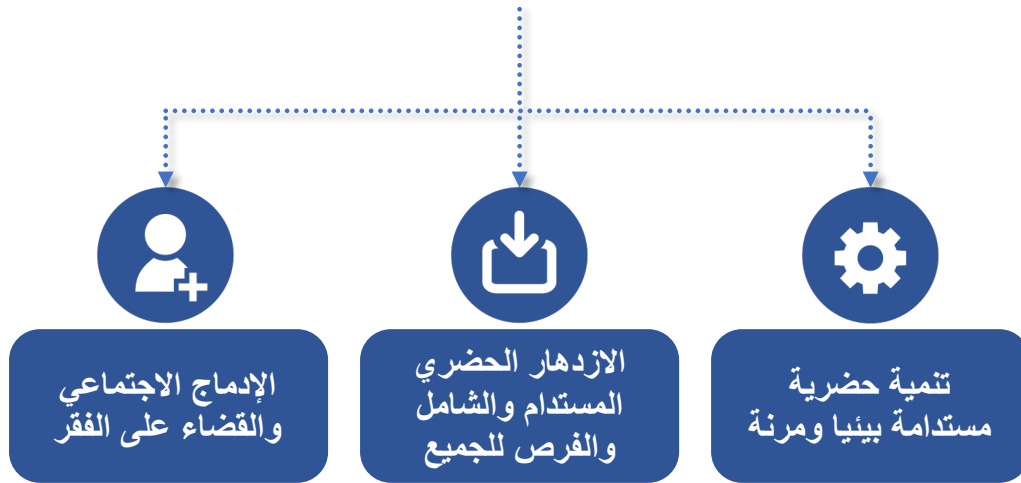 تنمية حضرية
مستدامة بيئيا ومرنة
الازدهار الحضري
المستدام والشامل
والفرص للجميع
الإدماج الاجتماعي
والقضاء على الفقر